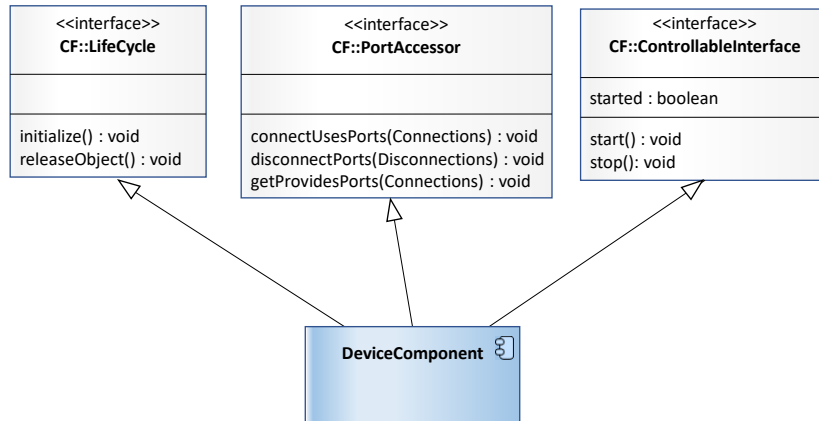 <<interface>>
CF::LifeCycle
initialize() : void
releaseObject() : void
<<interface>>
CF::PortAccessor
connectUsesPorts(Connections) : void
disconnectPorts(Disconnections) : void
getProvidesPorts(Connections) : void
<<interface>>
CF::ControllableInterface
started : boolean
start() : void
stop(): void
DeviceComponent